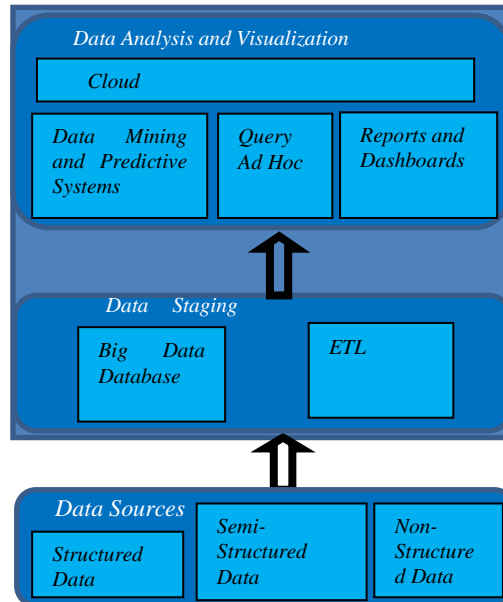 Data Analysis and Visualization
Cloud
Data Mining
and Predictive
Systems
Query
Ad Hoc
Reports and
Dashboards
Data Staging
Big Data
Database
ETL
Data Sources
Structured
Data
Semi-
Structured
Data
Non-
Structure
d Data